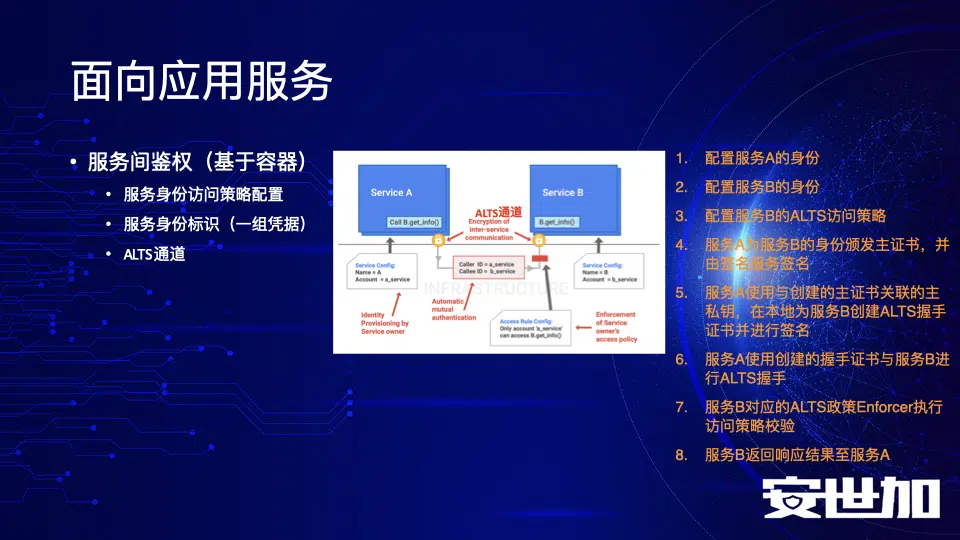 面向应用服务
• 服务间鉴权（基于容器）
• 服务身份访问策略配置
• 服务身份标识（一组凭据）
• ALTS通道
Service A
Call B.get_info()
Service B
B.get_info()
ALTS通道
Encryption of
inter-service
communication
Service Config:
Name = A
Account = a_service
Caller ID = a_service
Callee ID = b_service
Service Config:
Name = B
Account = b_service
INFRASTRUCTURE
Identity
Provisioning by
Service owner
Automatic
mutual
authentication
Access Rule Config:
Only account 'a_service'
can access B.get_info()
Enforcement
of Service
owner's
access policy
1. 配置服务A的身份
2. 配置服务B的身份
3. 配置服务B的ALTS访问策略
4. 服务A为服务B的身份颁发主证书，并
由签名服务签名
5. 服务A使用与创建的主证书关联的主
私钥，在本地为服务B创建ALTS握手
证书并进行签名
6. 服务A使用创建的握手证书与服务B进
行ALTS握手
7. 服务B对应的ALTS政策Enforcer执行
访问策略校验
8. 服务B返回响应结果至服务A
安世加